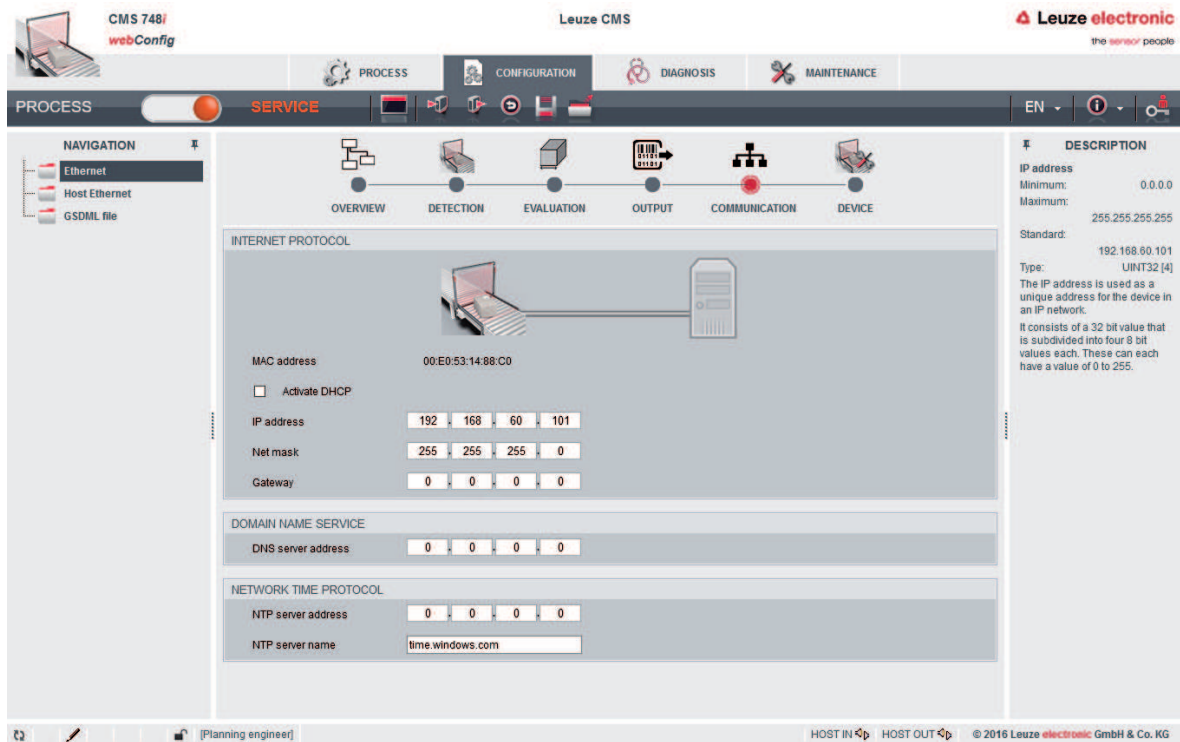 CMS 748i
webConfig
Leuze CMS
Leuze electronic
the sensor people
PROCESS
CONFIGURATION
DIAGNOSIS
MAINTENANCE
PROCESS
SERVICE
EN
NAVIGATION
Ethernet
Host Ethernet
GSDML file
OVERVIEW
DETECTION
EVALUATION
OUTPUT
COMMUNICATION
DEVICE
INTERNET PROTOCOL
MAC address 00:E0:53:14:88:C0
Activate DHCP
IP address 192 . 168 . 60 . 101
Net mask 255 . 255 . 255 . 0
Gateway 0 . 0 . 0 . 0
DOMAIN NAME SERVICE
DNS server address 0 . 0 . 0 . 0
NETWORK TIME PROTOCOL
NTP server address 0 . 0 . 0 . 0
NTP server name time.windows.com
DESCRIPTION
IP address
Minimum: 0.0.0.0
Maximum:
255.255.255.255
Standard:
192.168.60.101
Type: UINT32 [4]
The IP address is used as a
unique address for the device in
an IP network.
It consists of a 32 bit value that
is subdivided into four 8 bit
values each. These can each
have a value of 0 to 255.
[Planning engineer]
HOST IN
HOST OUT
© 2016 Leuze electronic GmbH & Co. KG